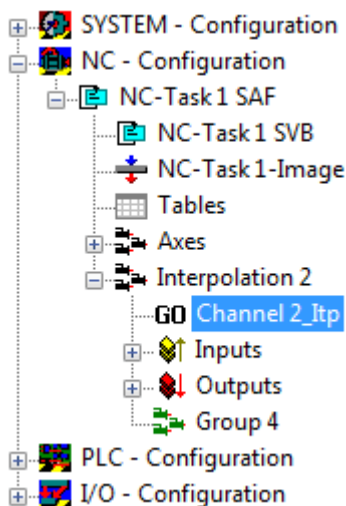 SYSTEM - Configuration
NC - Configuration
NC-Task 1 SAF
NC-Task 1 SVB
NC-Task 1-Image
Tables
Axes
Interpolation 2
GO Channel 2_Itp
Inputs
Outputs
Group 4
PLC - Configuration
I/O - Configuration